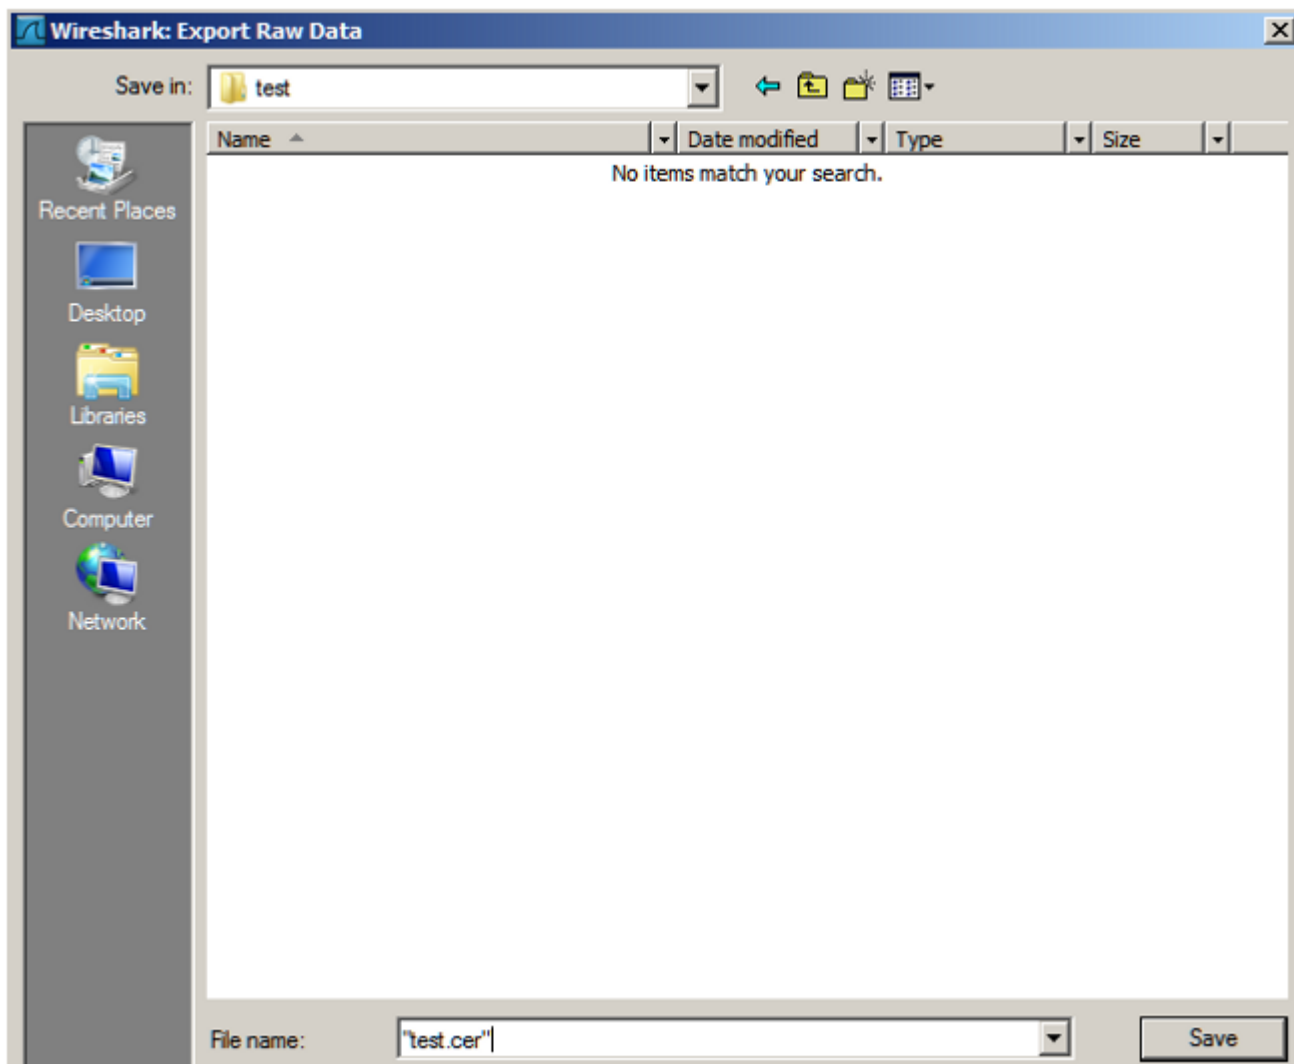 Wireshark: Export Raw Data
Save in: test
Name Date modified Type Size
No items match your search.
Recent Places
Desktop
Libraries
Computer
Network
File name: "test.cer" Save